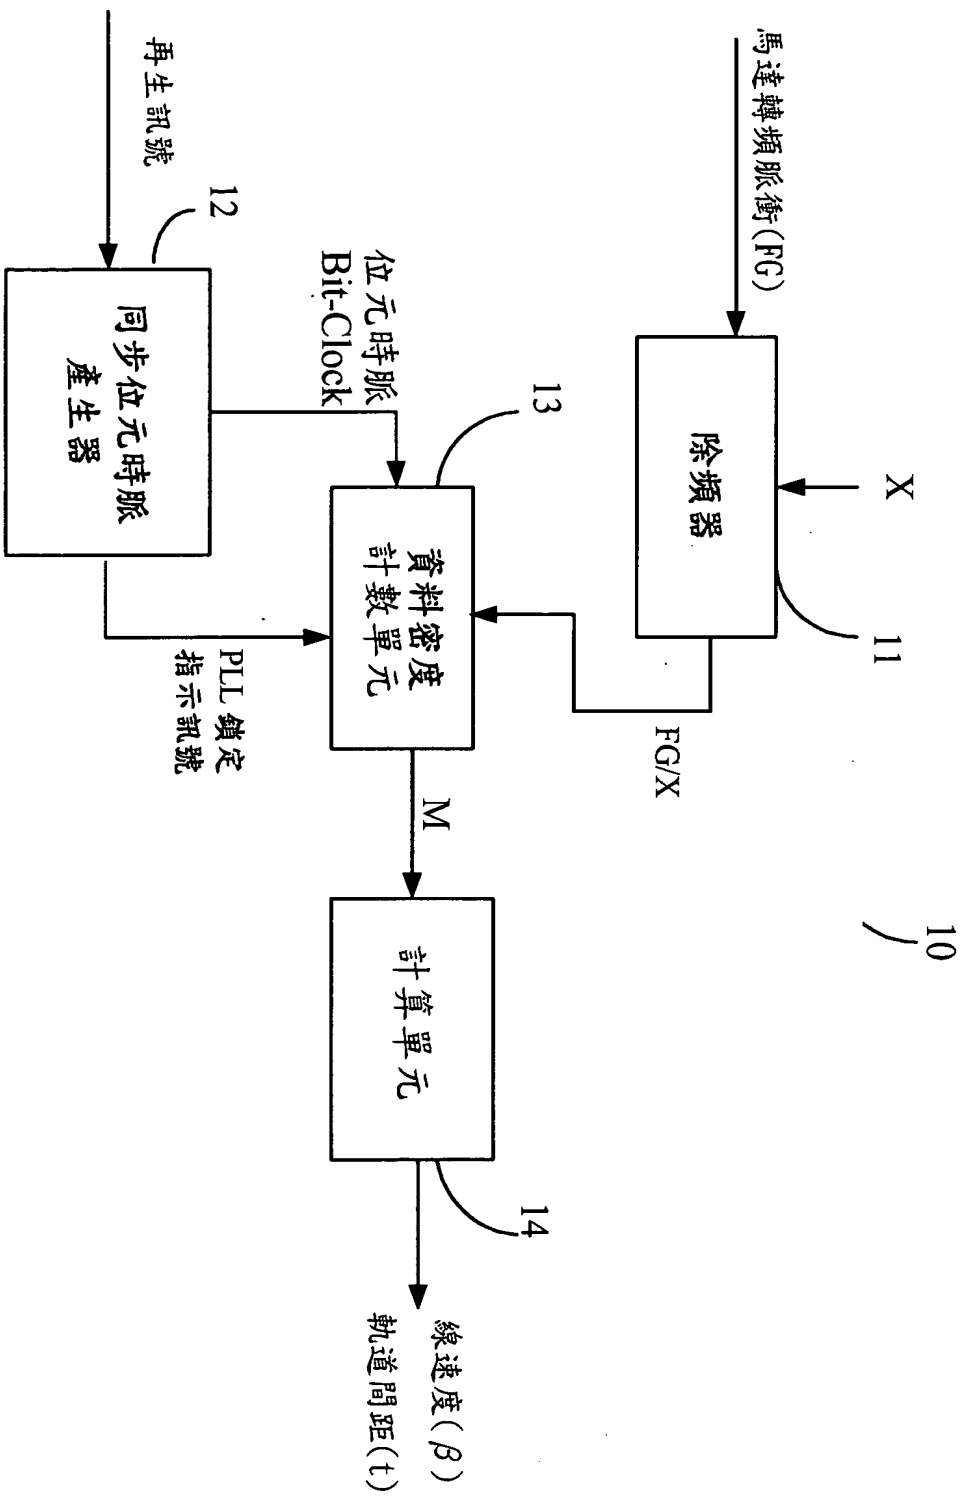 10
馬達轉頻脈衝(FG)
X
除頻器
11
FG/X
位元時脈
Bit-Clock
13
資料密度
計數單元
M
計算單元
14
線速度(β)
軌道間距(t)
再生訊號
12
同步位元時脈
產生器
PLL 鎖定
指示訊號